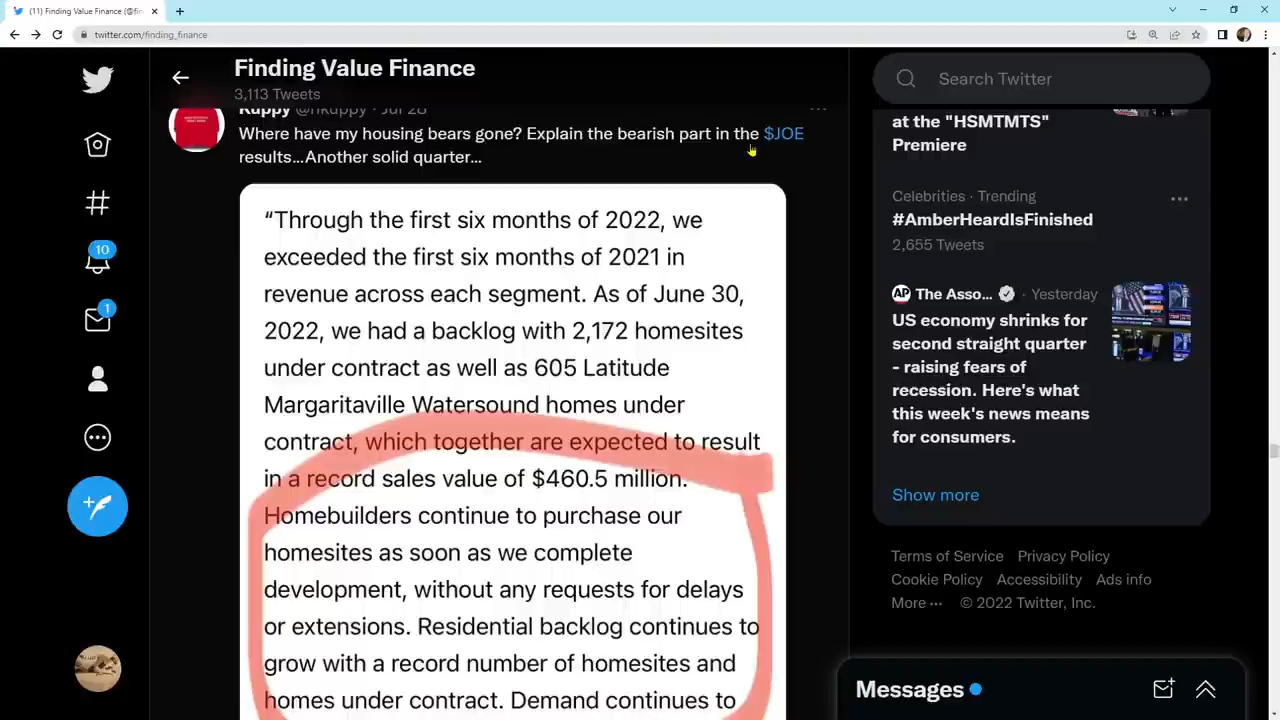 (11) Finding Value Finance (@fin
twitter.com/finding_finance
Finding Value Finance
3,113 Tweets
Search Twitter
Kuppy @hkuppy · Jul 28
Where have my housing bears gone? Explain the bearish part in the $JOE
results...Another solid quarter...
“Through the first six months of 2022, we
exceeded the first six months of 2021 in
revenue across each segment. As of June 30,
2022, we had a backlog with 2,172 homesites
under contract as well as 605 Latitude
Margaritaville Watersound homes under
contract, which together are expected to result
in a record sales value of $460.5 million.
Homebuilders continue to purchase our
homesites as soon as we complete
development, without any requests for delays
or extensions. Residential backlog continues to
grow with a record number of homesites and
homes under contract. Demand continues to
10
1
at the "HSMTMTS"
Premiere
Celebrities · Trending
#AmberHeardIsFinished
2,655 Tweets
AP The Asso... · Yesterday
US economy shrinks for
second straight quarter
- raising fears of
recession. Here's what
this week's news means
for consumers.
Show more
Terms of Service Privacy Policy
Cookie Policy Accessibility Ads info
More ··· © 2022 Twitter, Inc.
Messages